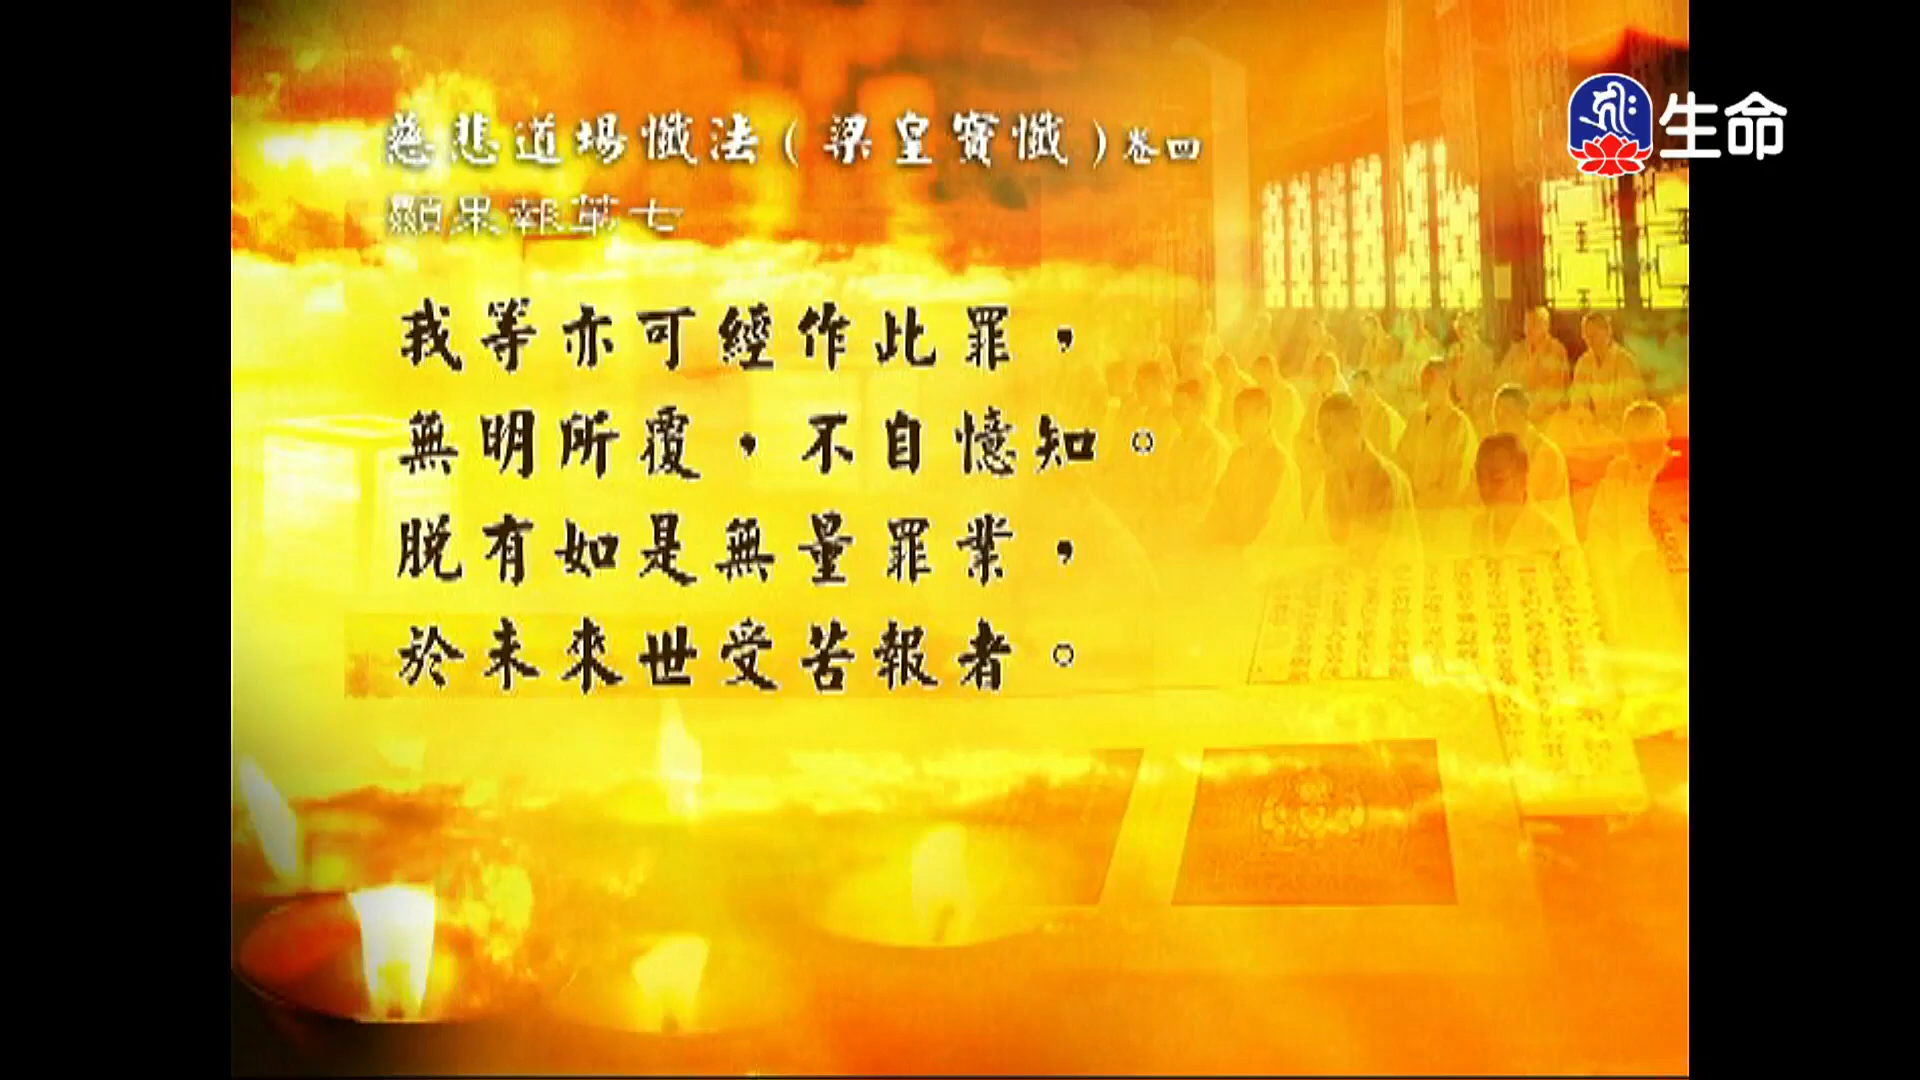 慈悲道場懺法(梁皇寶懺)卷四
顯果報第七
生命
我等亦可經作此罪，
無明所覆，不自憶知。
脱有如是無量罪業，
於未來世受苦報者。